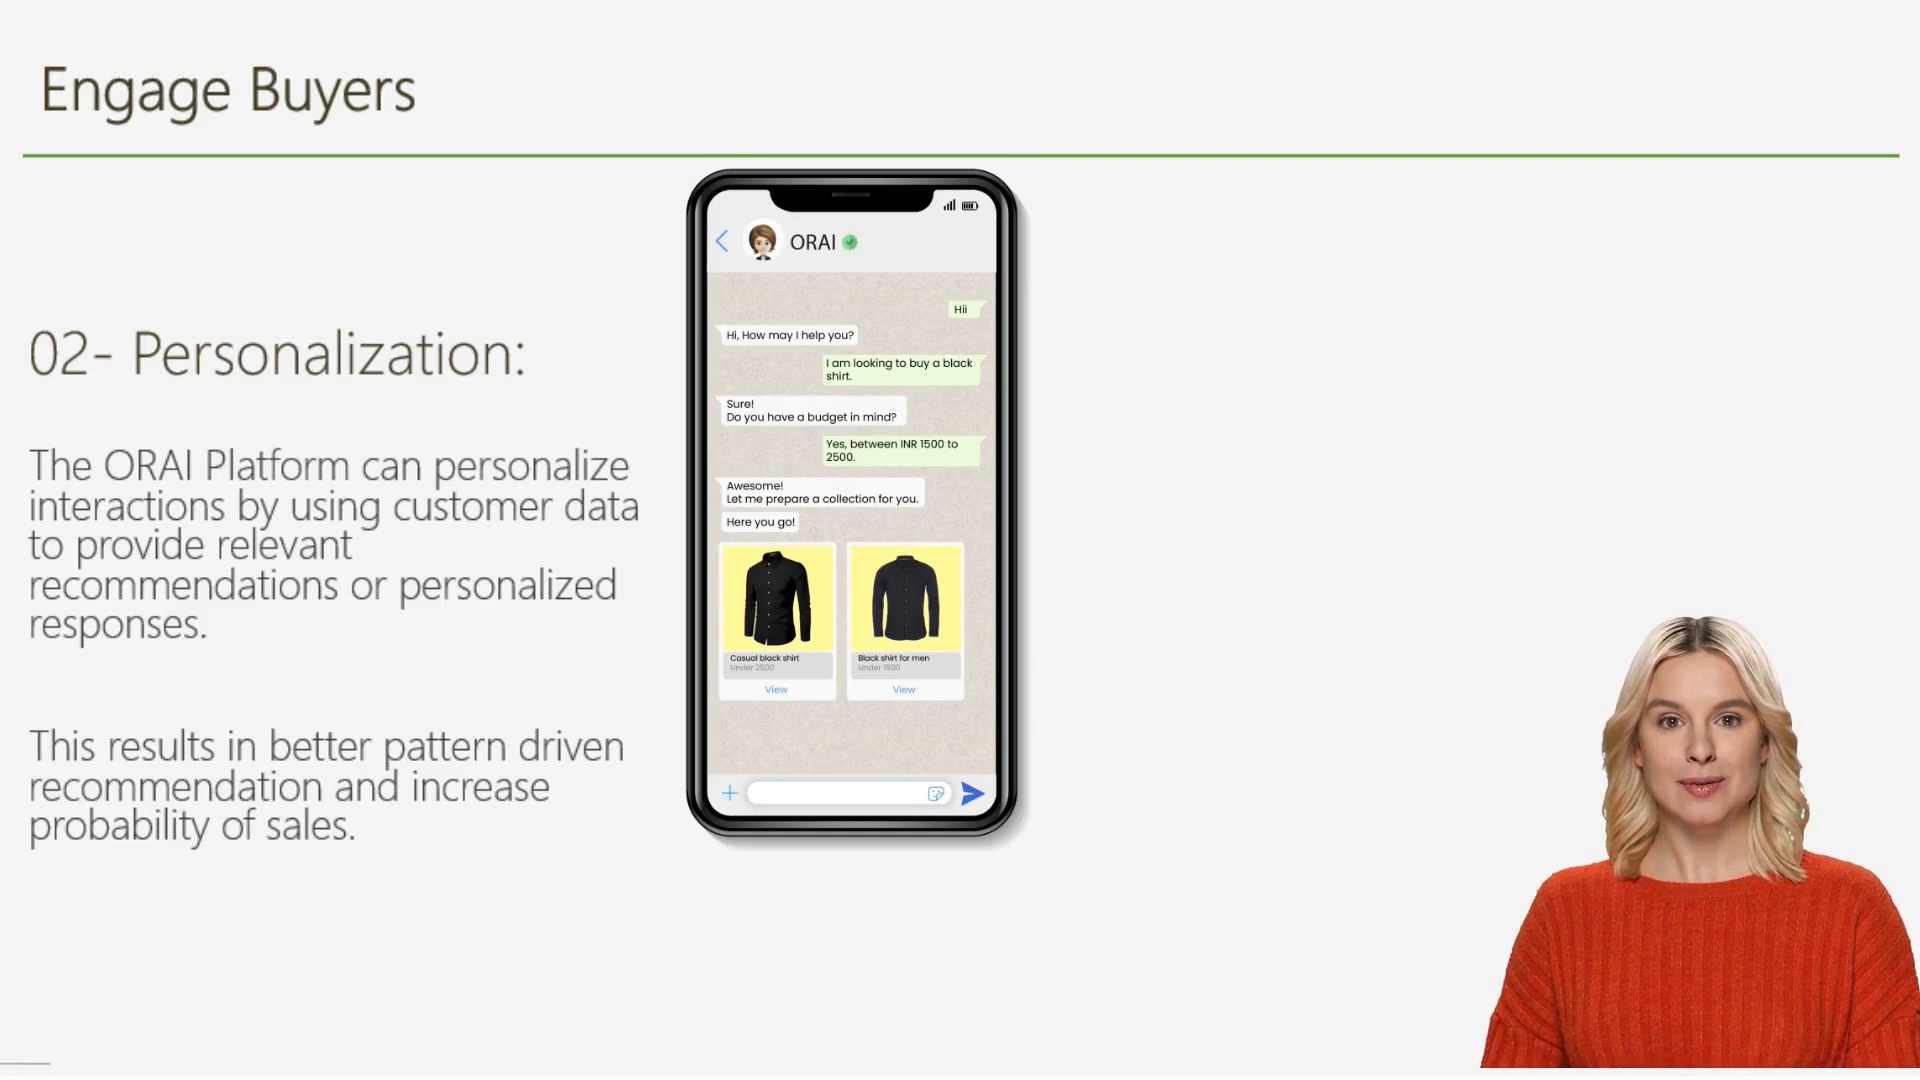 Engage Buyers
02- Personalization:
The ORAI Platform can personalize
interactions by using customer data
to provide relevant
recommendations or personalized
responses.
This results in better pattern driven
recommendation and increase
probability of sales.
ORAI
Hii
Hi, How may I help you?
I am looking to buy a black
shirt.
Sure!
Do you have a budget in mind?
Yes, between INR 1500 to
2500.
Awesome!
Let me prepare a collection for you.
Here you go!
Casual black shirt
Under 2500
View
Black shirt for men
Under 1500
View